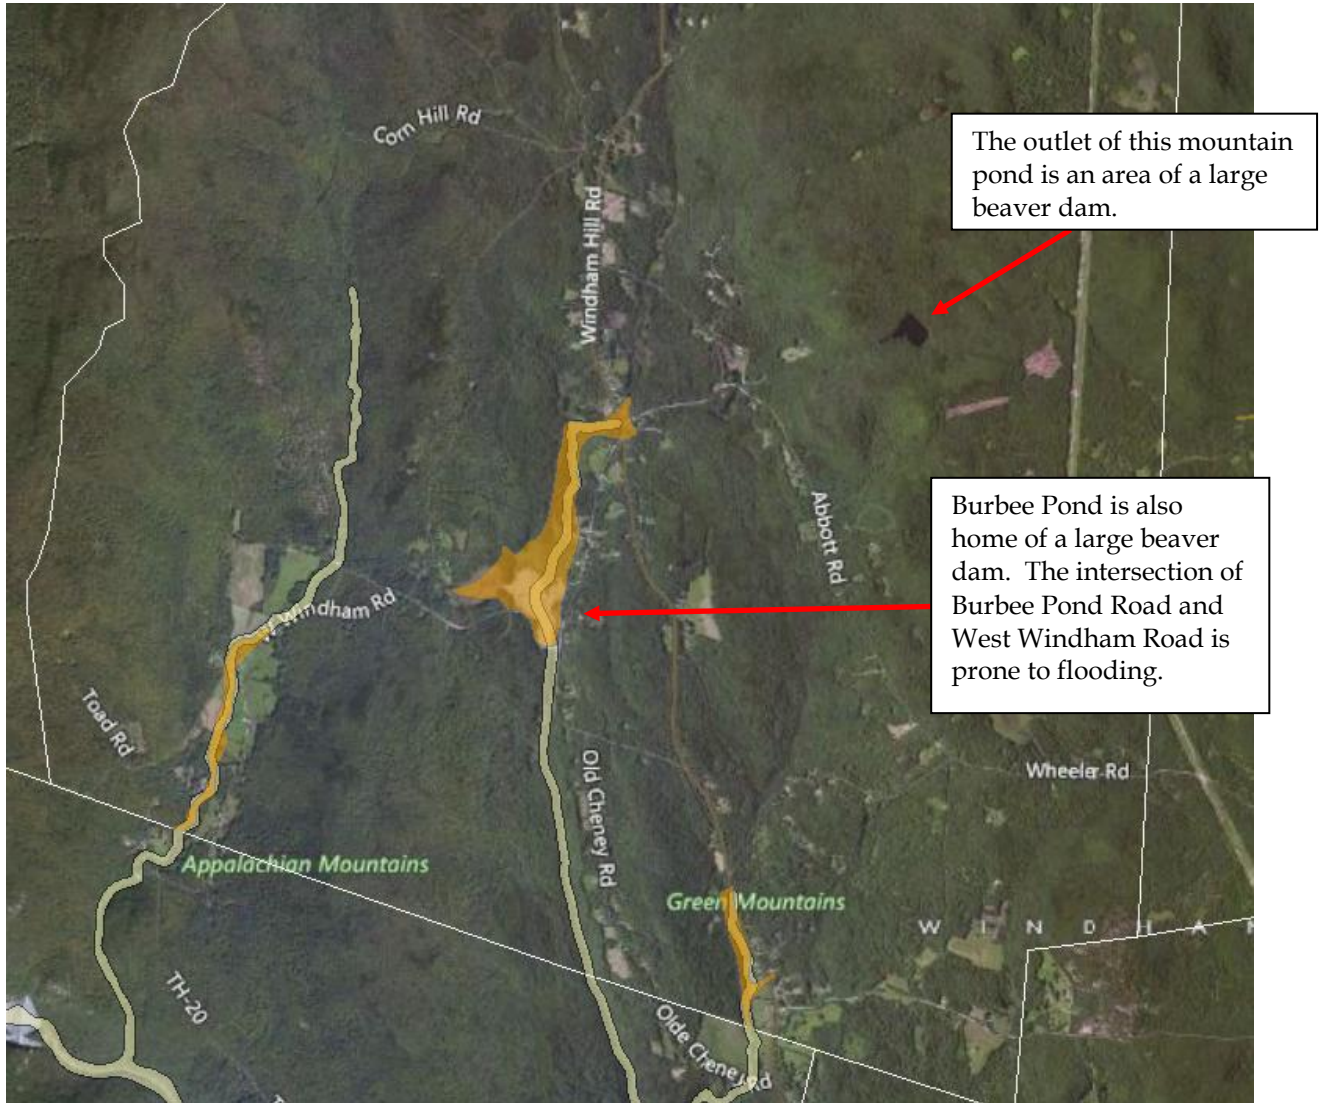 Corn Hill Rd
The outlet of this mountain
pond is an area of a large
beaver dam.
Windham Hill Rd
Abbott Rd
Burbee Pond is also
home of a large beaver
dam.  The intersection of
Burbee Pond Road and
West Windham Road is
prone to flooding.
W Windham Rd
Toad Rd
Old Cheney Rd
Wheeler Rd
Appalachian Mountains
Green Mountains
W I N D H A
TH-20
Olde Cheney Rd